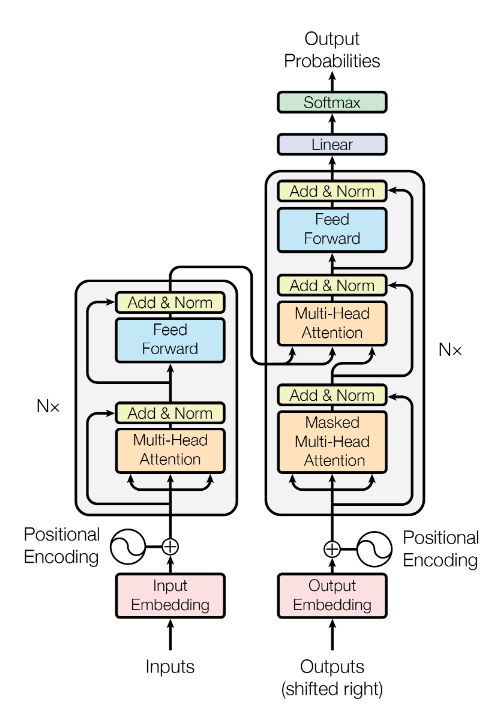 Output
Probabilities
Softmax
Linear
Add & Norm
Feed
Forward
Add & Norm
Multi-Head
Attention
Add & Norm
Masked
Multi-Head
Attention
Nx
Add & Norm
Feed
Forward
Add & Norm
Multi-Head
Attention
Nx
Positional
Encoding
Positional
Encoding
Input
Embedding
Output
Embedding
Inputs
Outputs
(shifted right)